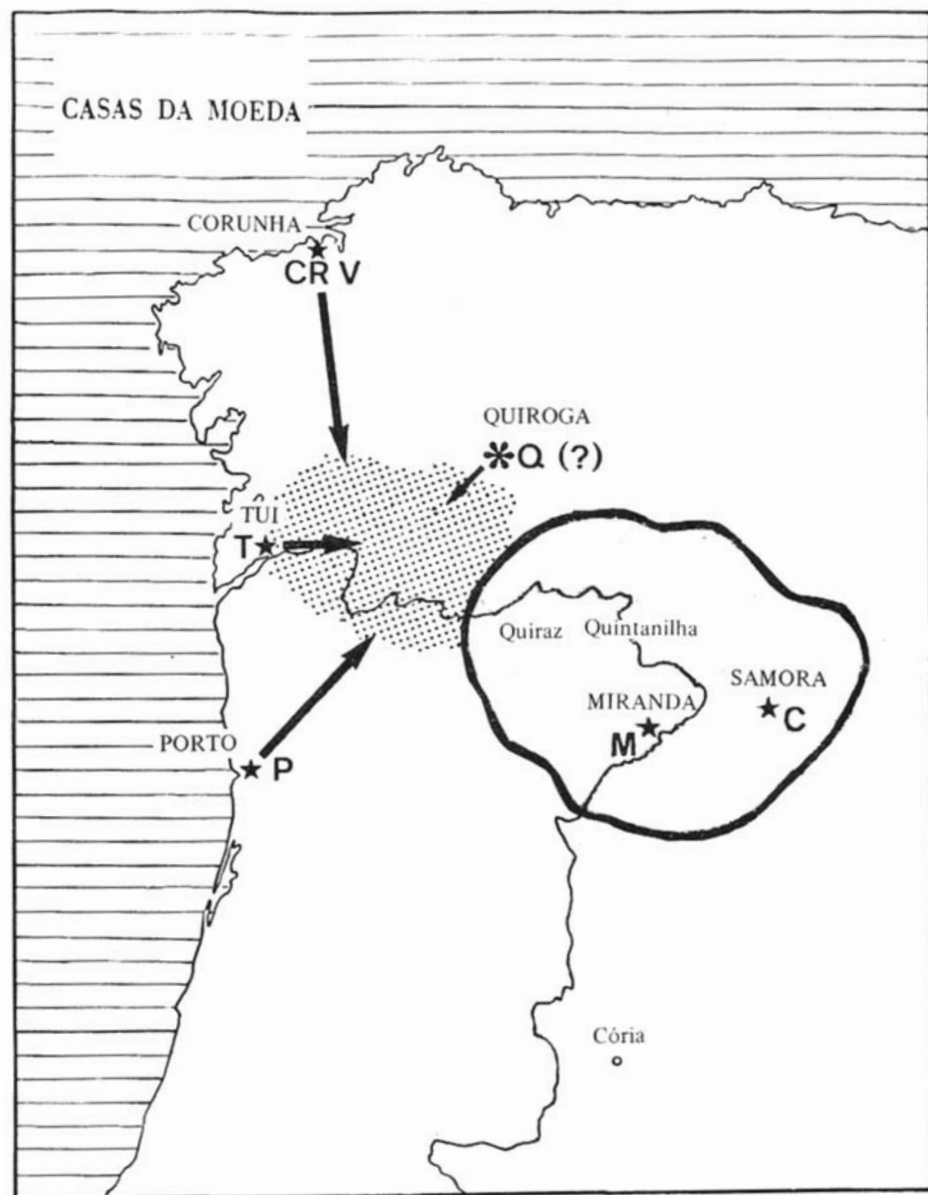 CASAS DA MOEDA
CORUNHA
CR V
QUIROGA
Q (?)
TUI
T
Quiraz Quintanilha
SAMORA
MIRANDA
C
M
PORTO
P
Cória